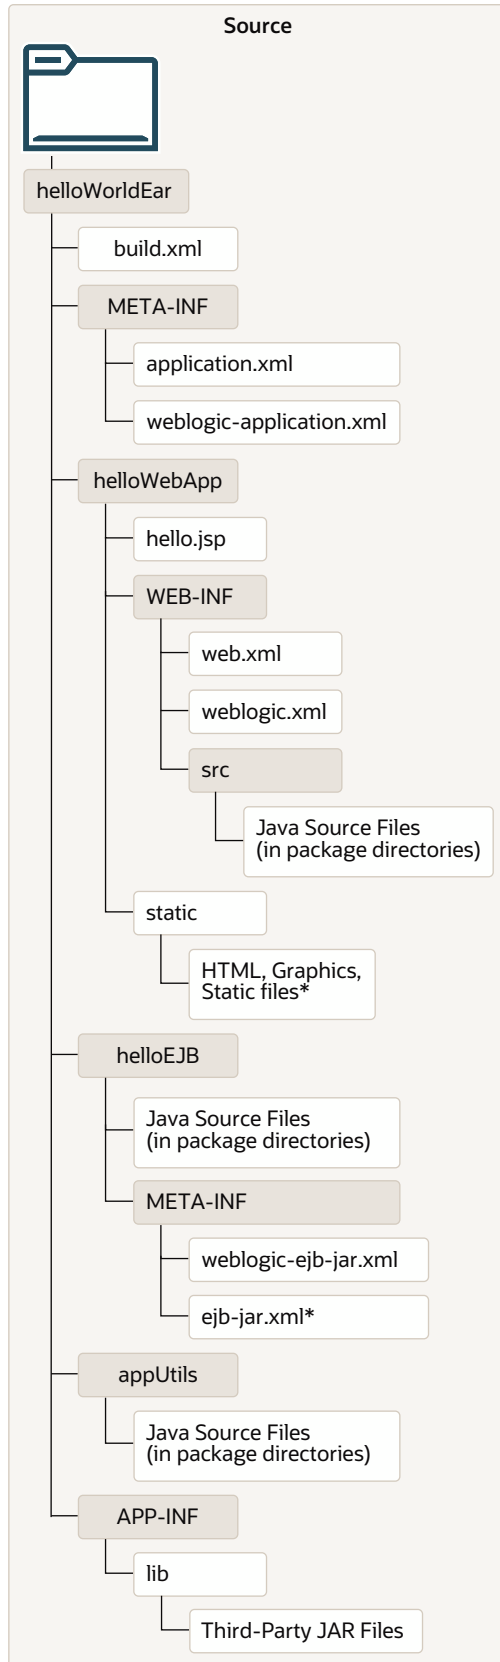 Source
helloWorldEar
build.xml
META-INF
application.xml
weblogic-application.xml
helloWebApp
hello.jsp
WEB-INF
web.xml
weblogic.xml
src
Java Source Files
(in package directories)
static
HTML, Graphics,
Static files*
helloEJB
Java Source Files
(in package directories)
META-INF
weblogic-ejb-jar.xml
ejb-jar.xml*
appUtils
Java Source Files
(in package directories)
APP-INF
lib
Third-Party JAR Files